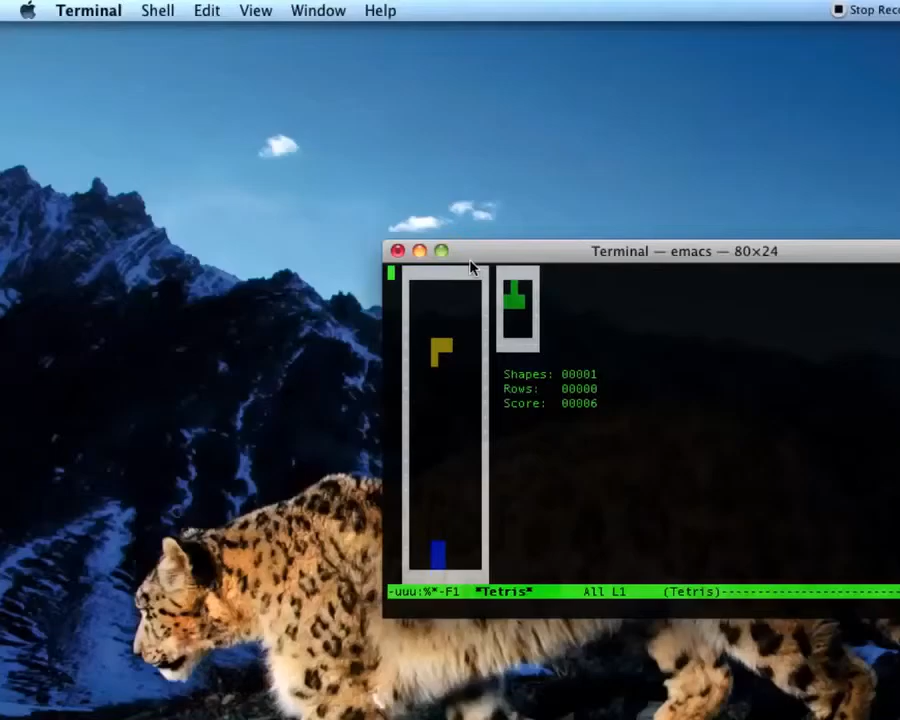 Terminal Shell Edit View Window Help Stop Reco
Terminal — emacs — 80×24
Shapes: 00001
Rows: 00000
Score: 00006
-uuu:%*-F1 *Tetris* All L1 (Tetris)----------------------